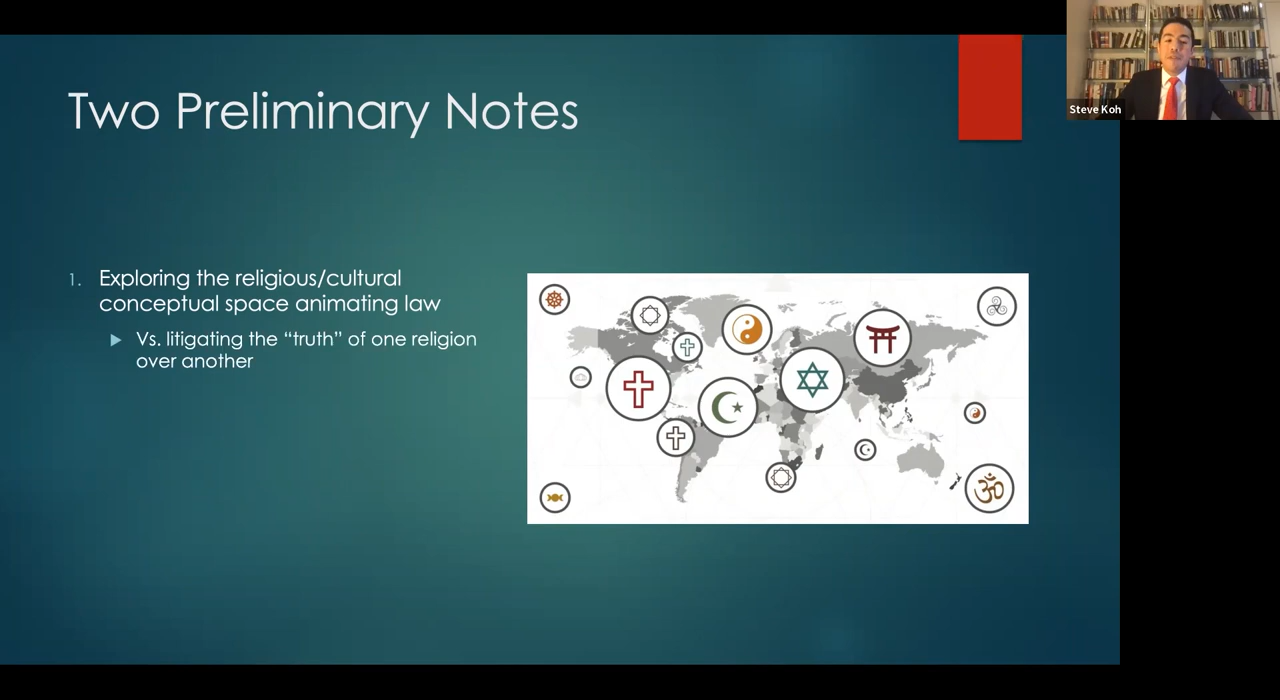 Two Preliminary Notes
1. Exploring the religious/cultural
conceptual space animating law
Vs. litigating the “truth” of one religion
over another
Steve Koh